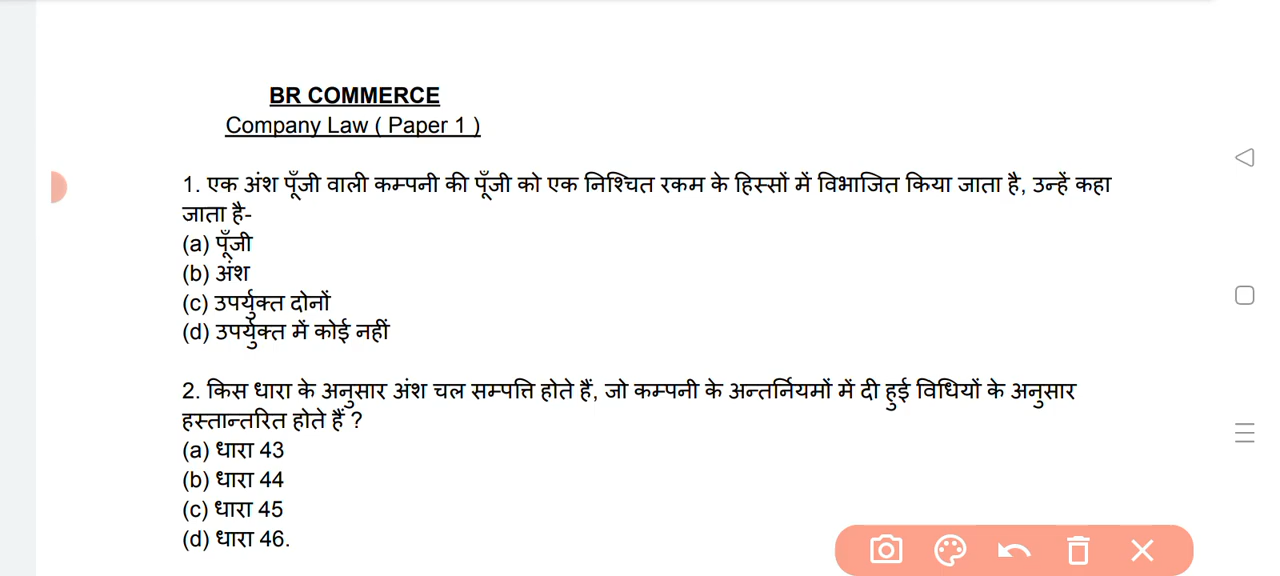 BR COMMERCE
Company Law ( Paper 1 )
1. एक अंश पूँजी वाली कम्पनी की पूँजी को एक निश्चित रकम के हिस्सों में विभाजित किया जाता है, उन्हें कहा
जाता है-
(a) पूँजी
(b) अंश
(c) उपर्युक्त दोनों
(d) उपर्युक्त में कोई नहीं
2. किस धारा के अनुसार अंश चल सम्पत्ति होते हैं, जो कम्पनी के अन्तर्नियमों में दी हुई विधियों के अनुसार
हस्तान्तरित होते हैं ?
(a) धारा 43
(b) धारा 44
(c) धारा 45
(d) धारा 46.